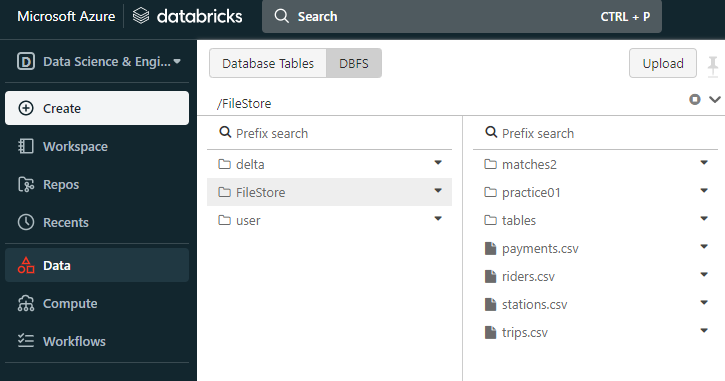 Microsoft Azure
databricks
Search
CTRL + P
D
Data Science & Engi...
Create
Workspace
Repos
Recents
Data
Compute
Workflows
Database Tables
DBFS
Upload
/FileStore
Prefix search
delta
FileStore
user
Prefix search
matches2
practice01
tables
payments.csv
riders.csv
stations.csv
trips.csv